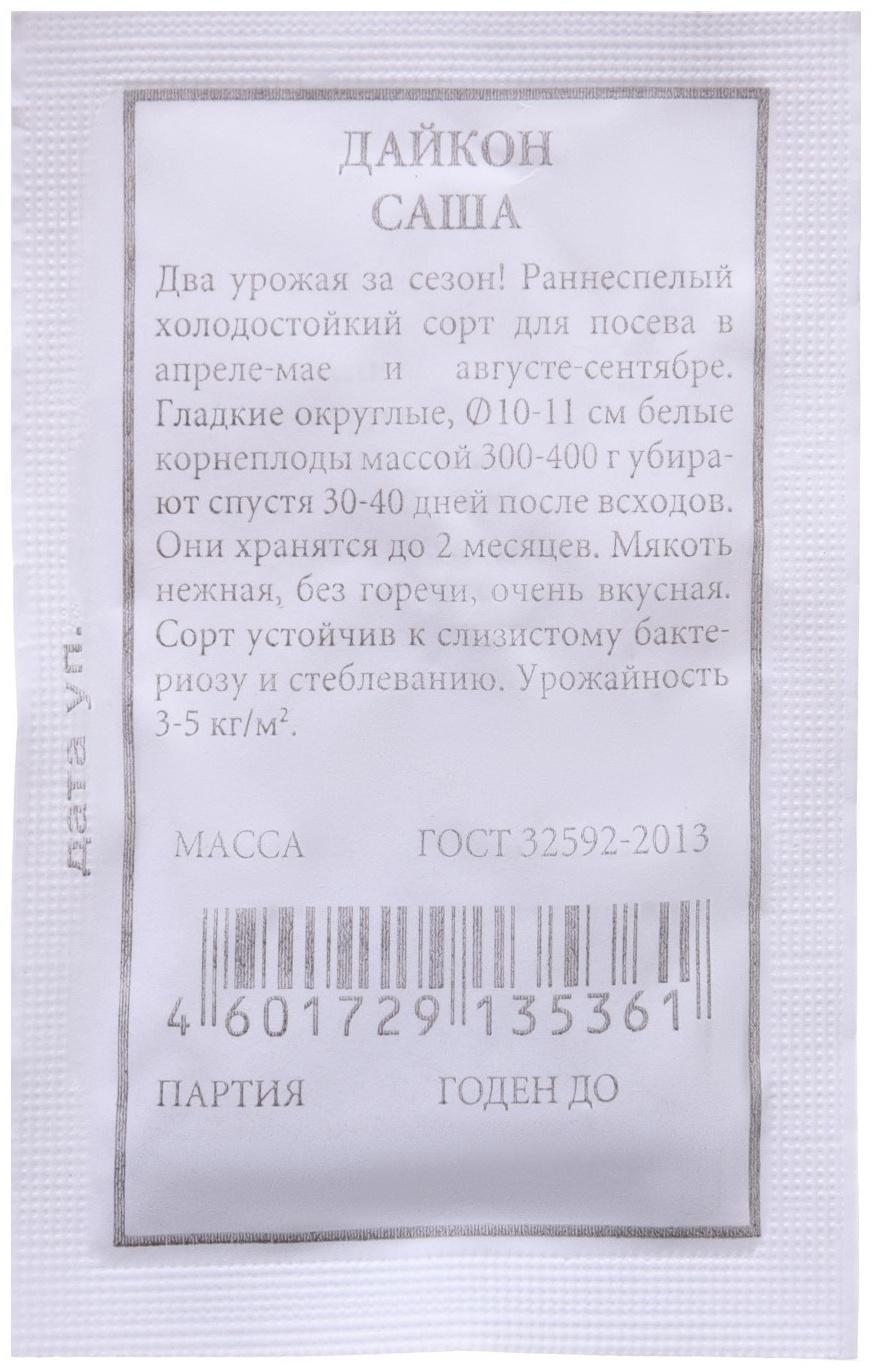 ДАЙКОН
САША
Два урожая за сезон! Раннеспелый
холодостойкий сорт для посева в
апреле-мае и августе-сентябре.
Гладкие округлые, Ø10-11 см белые
корнеплоды массой 300-400 г убира-
ют спустя 30-40 дней после всходов.
Они хранятся до 2 месяцев. Мякоть
нежная, без горечи, очень вкусная.
Сорт устойчив к слизистому бакте-
риозу и стеблеванию. Урожайность
3-5 кг/м².
дата уп.
МАССА ГОСТ 32592-2013
4 601729 135361
ПАРТИЯ ГОДЕН ДО